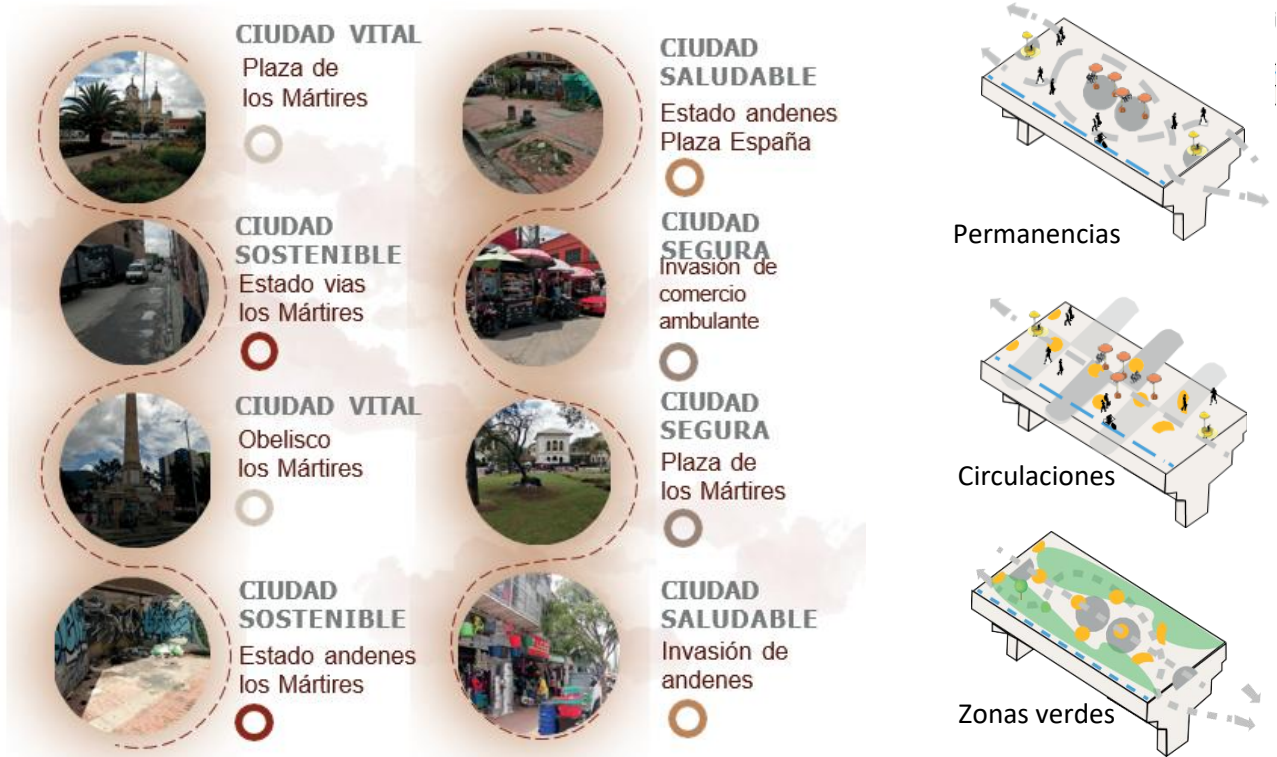 CIUDAD VITAL
Plaza de
los Mártires
CIUDAD
SOSTENIBLE
Estado vias
los Mártires
CIUDAD VITAL
Obelisco
los Mártires
CIUDAD
SOSTENIBLE
Estado andenes
los Mártires
CIUDAD
SALUDABLE
Estado andenes
Plaza España
CIUDAD
SEGURA
Invasión de
comercio
ambulante
CIUDAD
SEGURA
Plaza de
los Mártires
CIUDAD
SALUDABLE
Invasión de
andenes
Permanencias
Circulaciones
Zonas verdes